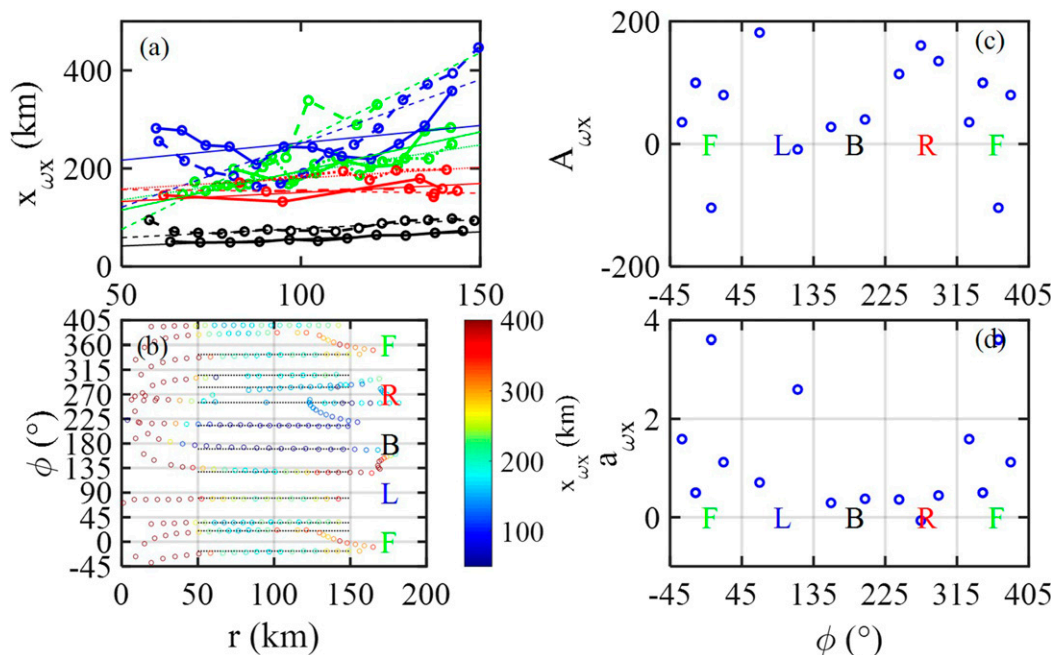 (a)
x ωx (km)
400
200
0
50 100 150
(c)
A ωx
200
0
-200
F L B R F
-45 45 135 225 315 405
(b)
ϕ (°)
405
360
315
270
225
180
135
90
45
0
-45
F
R
B
L
F
0 50 100 150 200
r (km)
400
300
200
100
x ωx (km)
(d)
a ωx
4
2
0
F L B R F
-45 45 135 225 315 405
ϕ (°)